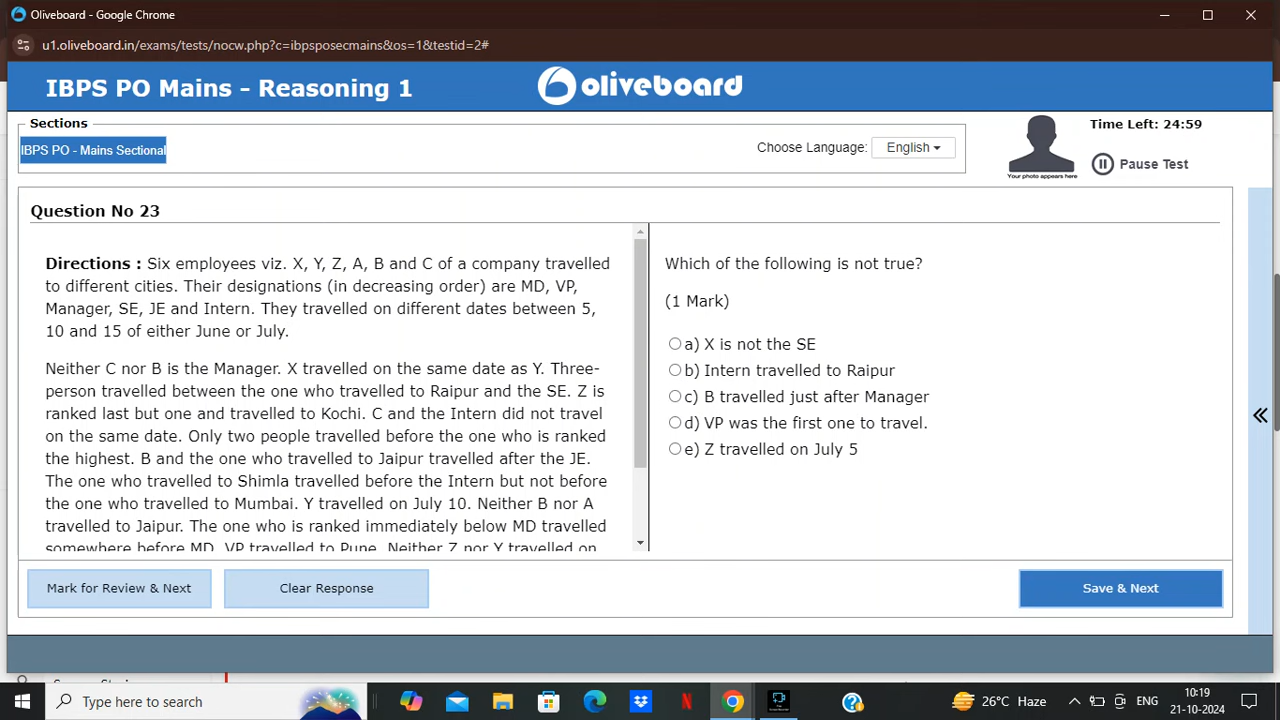 Oliveboard - Google Chrome
u1.oliveboard.in/exams/tests/nocw.php?c=ibpsposecmains&os=1&testid=2#
IBPS PO Mains - Reasoning 1
oliveboard
Sections
IBPS PO - Mains Sectional
Choose Language: English
Your photo appears here
Time Left: 24:59
Pause Test
Question No 23
Directions : Six employees viz. X, Y, Z, A, B and C of a company travelled
to different cities. Their designations (in decreasing order) are MD, VP,
Manager, SE, JE and Intern. They travelled on different dates between 5,
10 and 15 of either June or July.
Neither C nor B is the Manager. X travelled on the same date as Y. Three-
person travelled between the one who travelled to Raipur and the SE. Z is
ranked last but one and travelled to Kochi. C and the Intern did not travel
on the same date. Only two people travelled before the one who is ranked
the highest. B and the one who travelled to Jaipur travelled after the JE.
The one who travelled to Shimla travelled before the Intern but not before
the one who travelled to Mumbai. Y travelled on July 10. Neither B nor A
travelled to Jaipur. The one who is ranked immediately below MD travelled
somewhere before MD. VP travelled to Pune. Neither Z nor Y travelled on
Which of the following is not true?
(1 Mark)
a) X is not the SE
b) Intern travelled to Raipur
c) B travelled just after Manager
d) VP was the first one to travel.
e) Z travelled on July 5
Mark for Review & Next
Clear Response
Save & Next
Type here to search
26°C Haze
ENG
10:19
21-10-2024